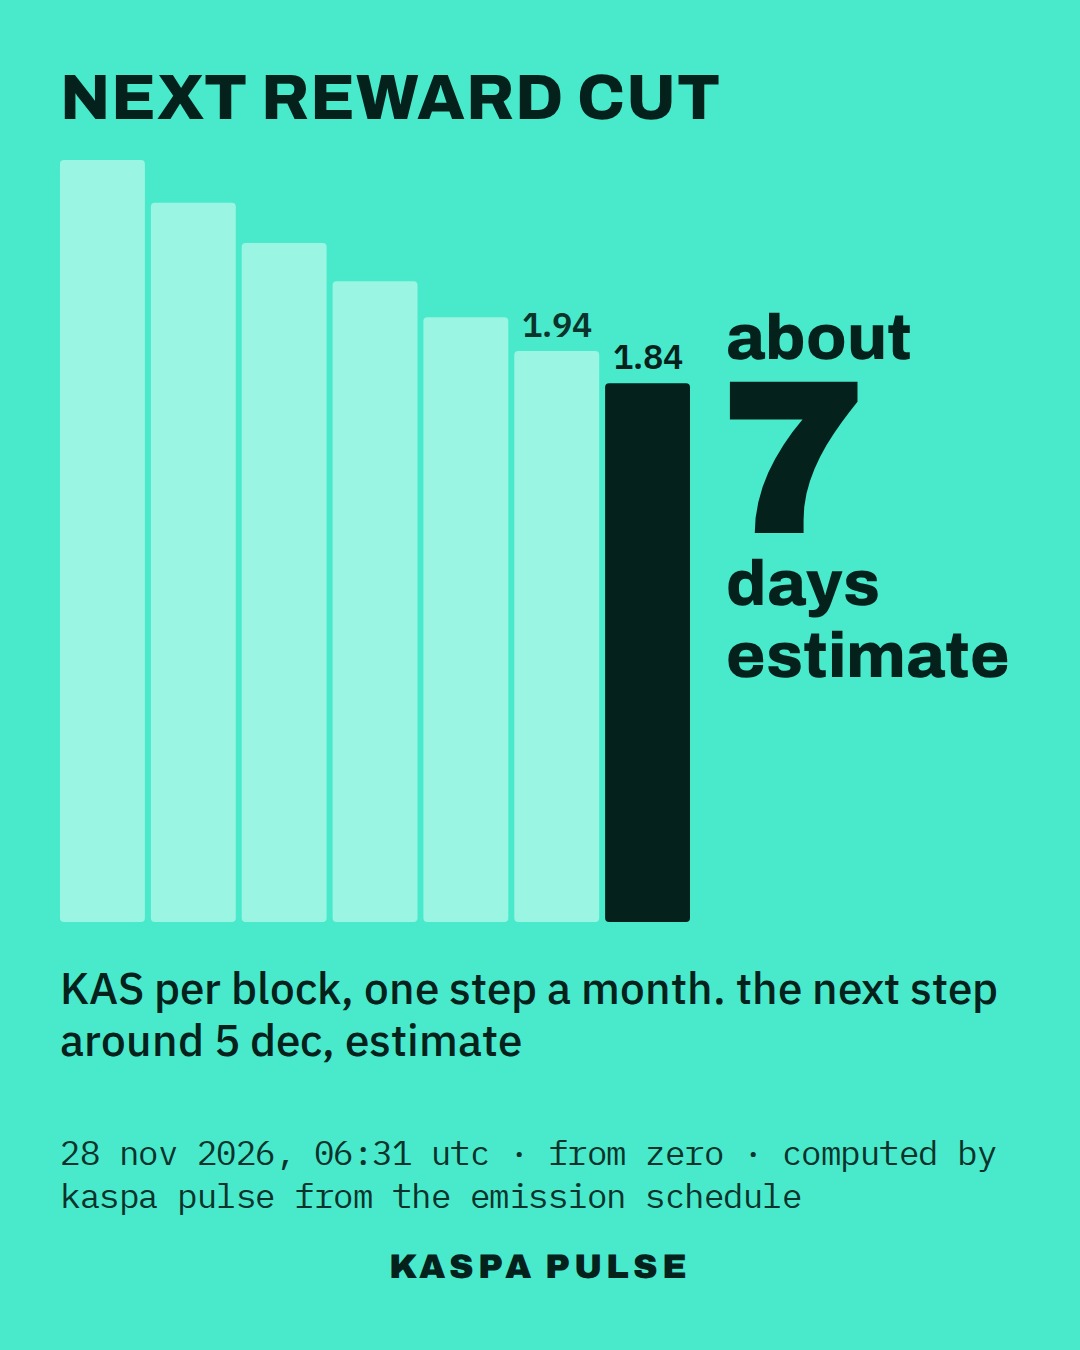 NEXT REWARD CUT
1.94
1.84
about
7
days
estimate
KAS per block, one step a month. the next step
around 5 dec, estimate
28 nov 2026, 06:31 utc · from zero · computed by
kaspa pulse from the emission schedule
KASPA PULSE